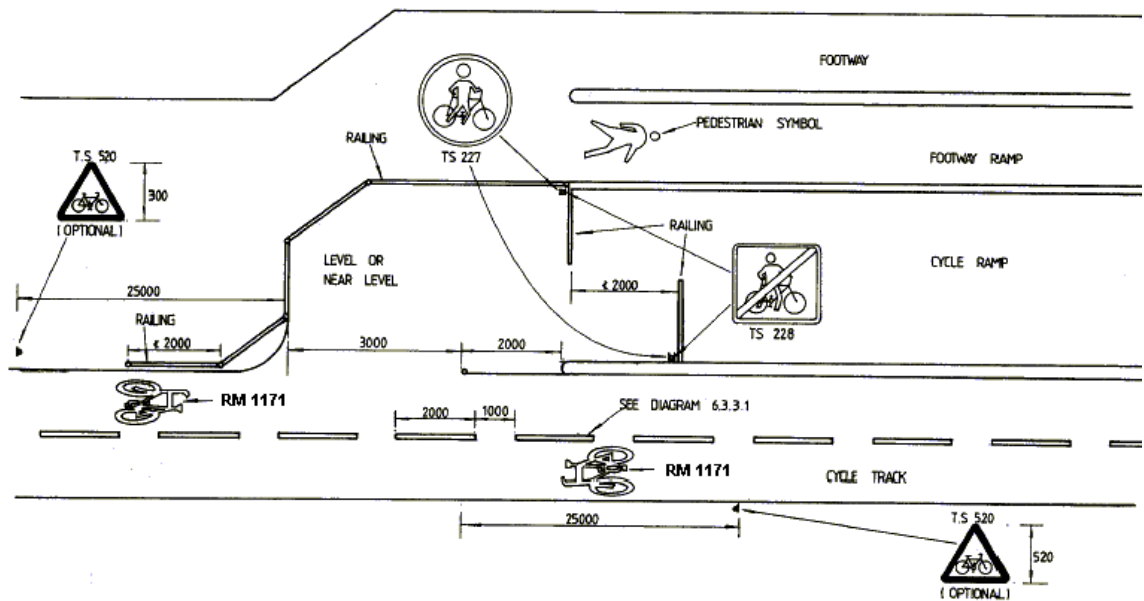 FOOTWAY
PEDESTRIAN SYMBOL
TS 227
RAILING
FOOTWAY RAMP
T.S 520
300
(OPTIONAL)
RAILING
LEVEL OR
NEAR LEVEL
CYCLE RAMP
25000
≮ 2000
TS 228
RAILING
≮ 2000
3000
2000
RM 1171
2000
1000
SEE DIAGRAM 6.3.3.1
RM 1171
CYCLE TRACK
25000
T.S 520
520
(OPTIONAL)